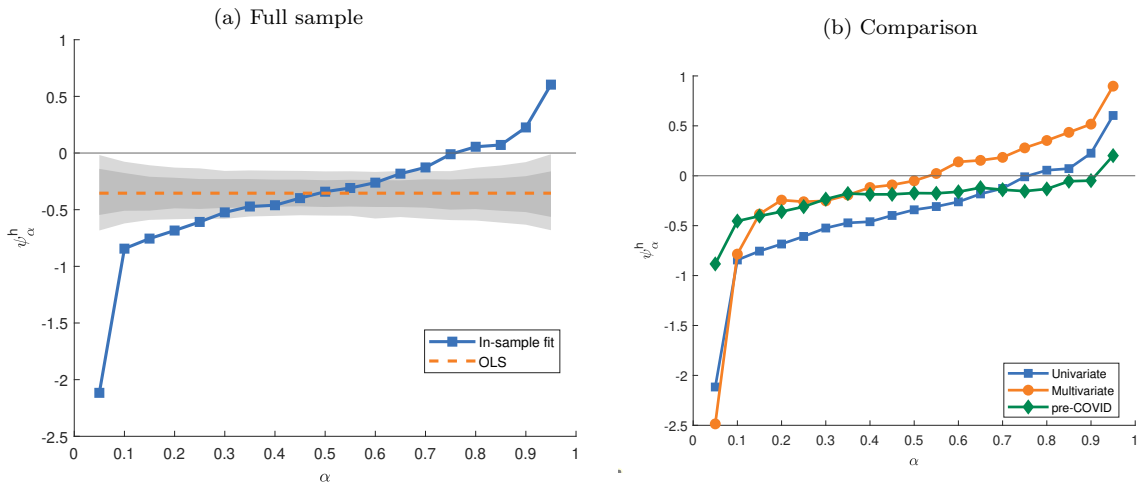 (a) Full sample
1
0.5
0
-0.5
-1
-1.5
-2
-2.5
ψ_α^h
0 0.1 0.2 0.3 0.4 0.5 0.6 0.7 0.8 0.9 1
α
In-sample fit
OLS
(b) Comparison
1
0.5
0
-0.5
-1
-1.5
-2
-2.5
ψ_α^h
0 0.1 0.2 0.3 0.4 0.5 0.6 0.7 0.8 0.9 1
α
Univariate
Multivariate
pre-COVID